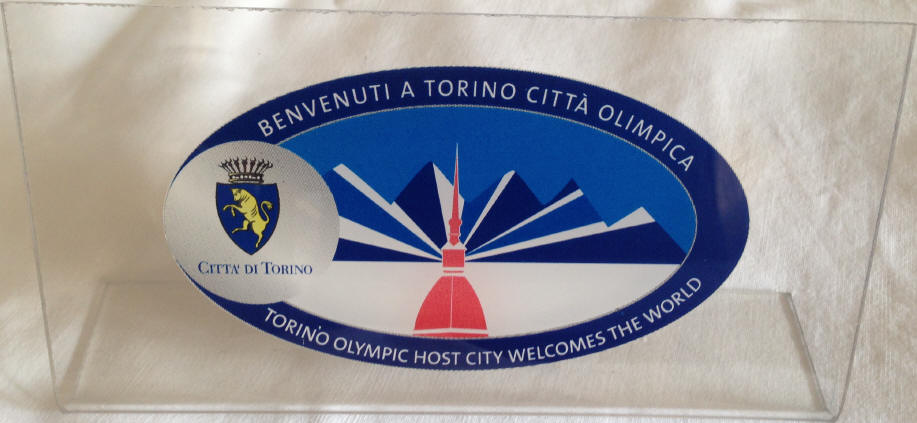 BENVENUTI A TORINO CITTÀ OLIMPICA
CITTA' DI TORINO
TORINO OLYMPIC HOST CITY WELCOMES THE WORLD